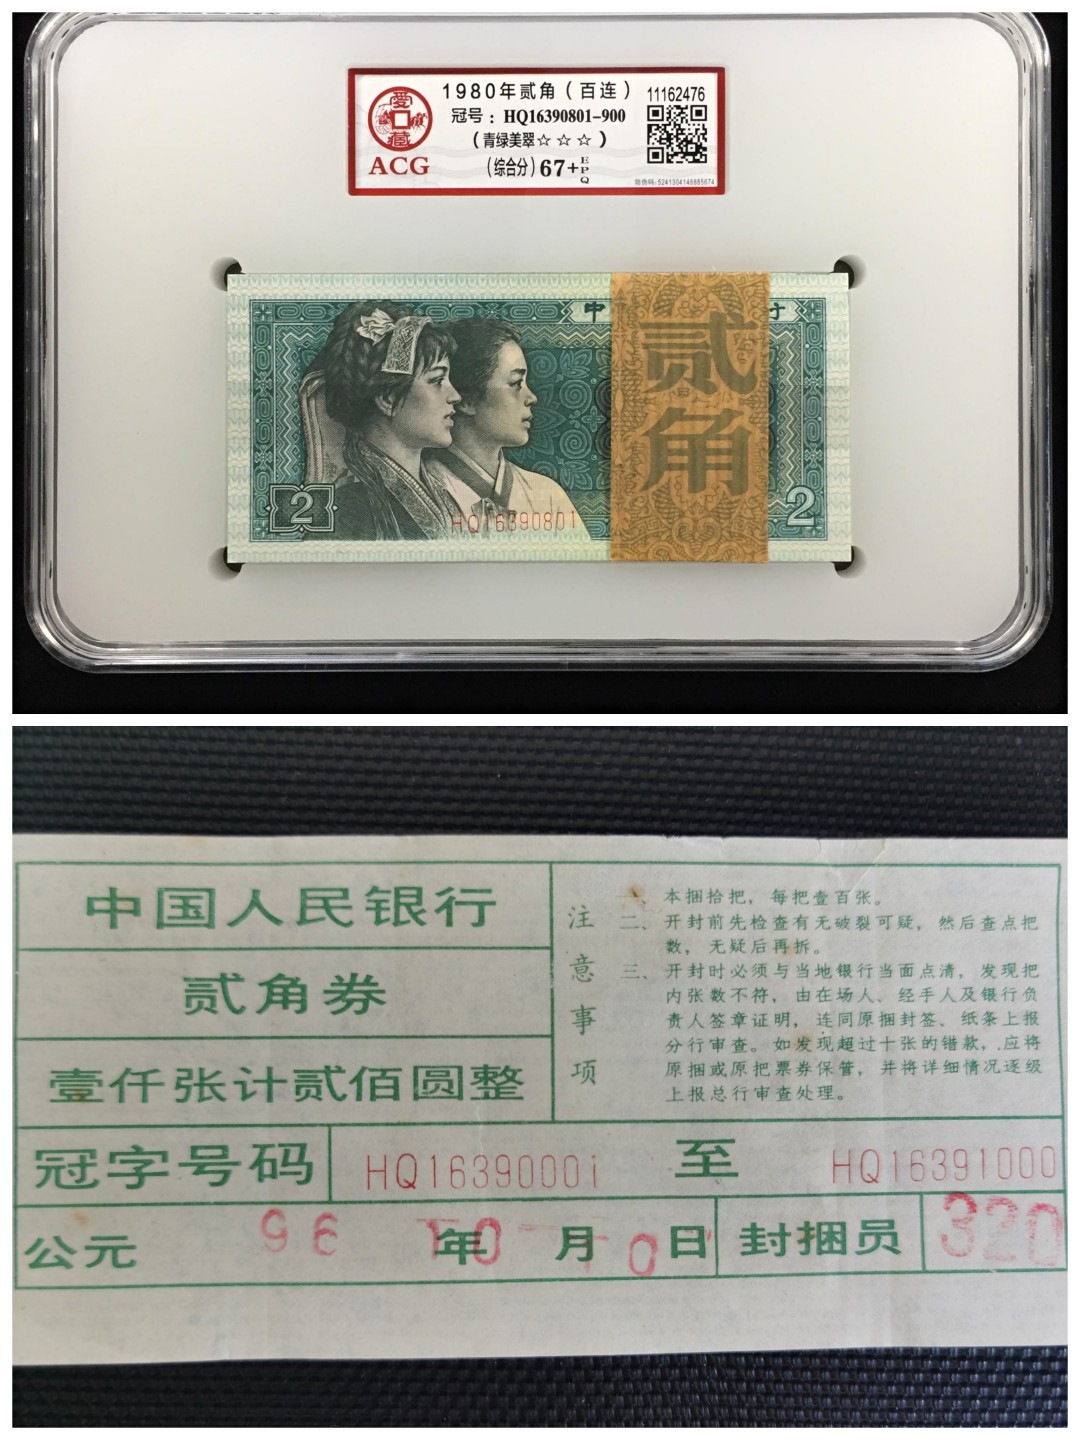 1980年贰角（百连）
11162476
冠号：HQ16390801-900
（青绿美翠☆☆☆）
（综合分）67+EPQ
ACG
爱藏
防伪码:5241304146885674
中
贰角
2
2
HQ16390801
中国人民银行
贰角券
壹仟张计贰佰圆整
注意事项
一、本捆拾把，每把壹百张。
二、开封前先检查有无破裂可疑，然后查点把
数，无疑后再拆。
三、开封时必须与当地银行当面点清，发现把
内张数不符，由在场人、经手人及银行负
责人签章证明，连同原捆封签、纸条上报
分行审查。如发现超过十张的错款，应将
原捆或原把票券保管，并将详细情况逐级
上报总行审查处理。
冠字号码 HQ16390001 至 HQ16391000
公元 96 年 10 月 10 日 封捆员 320